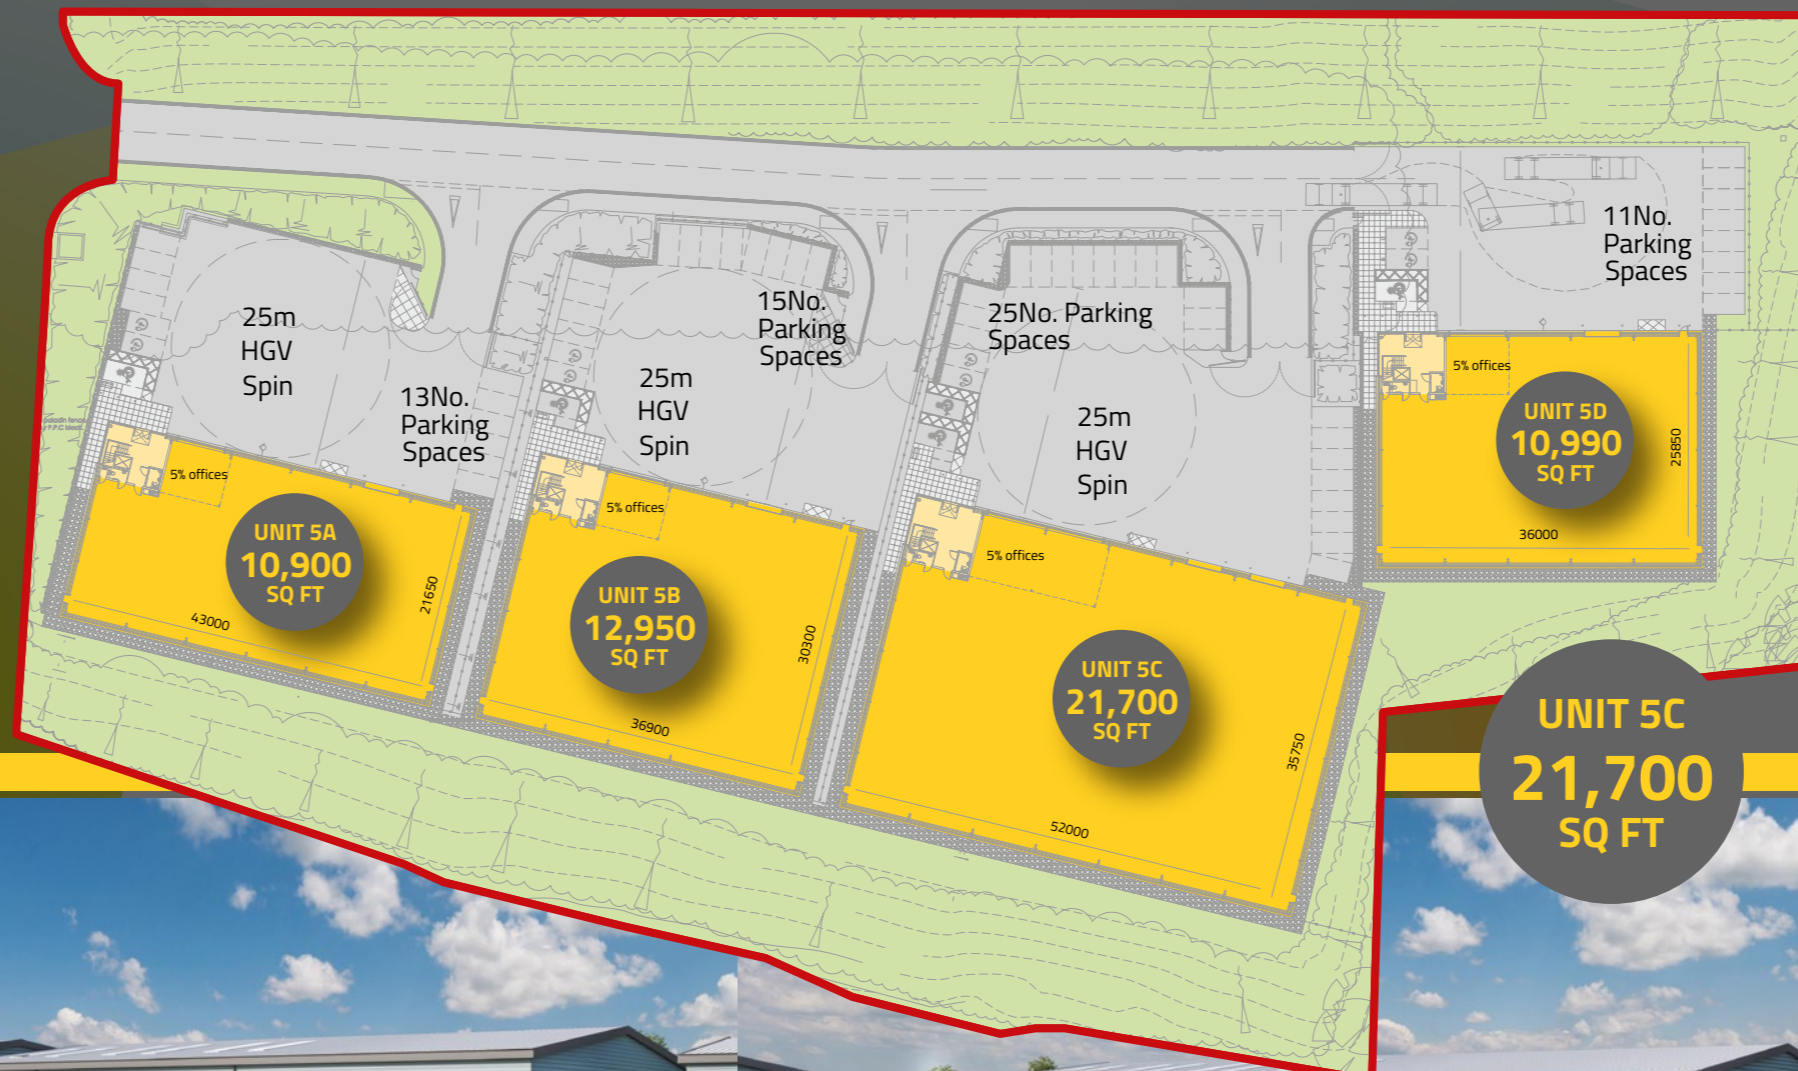 11No.
Parking
Spaces
15No.
Parking
Spaces
25No. Parking
Spaces
25m
HGV
Spin
13No.
Parking
Spaces
25m
HGV
Spin
25m
HGV
Spin
5% offices
UNIT 5D
10,990
SQ FT
25850
36000
5% offices
UNIT 5A
10,900
SQ FT
21650
43000
5% offices
UNIT 5B
12,950
SQ FT
30300
36900
5% offices
UNIT 5C
21,700
SQ FT
35750
52000
UNIT 5C
21,700
SQ FT